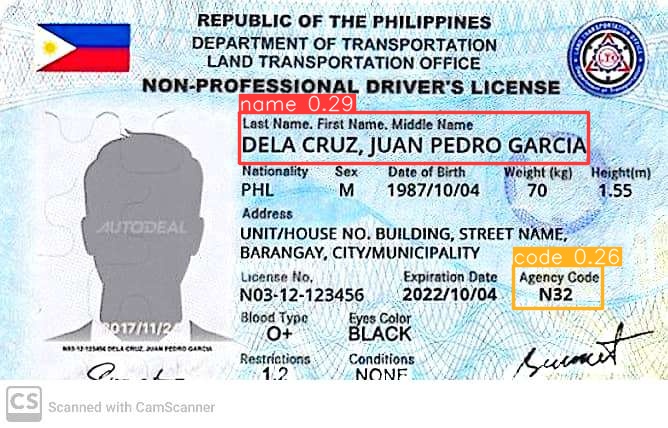 REPUBLIC OF THE PHILIPPINES
DEPARTMENT OF TRANSPORTATION
LAND TRANSPORTATION OFFICE
NON-PROFESSIONAL DRIVER'S LICENSE
name 0.29
Last Name, First Name, Middle Name
DELA CRUZ, JUAN PEDRO GARCIA
Nationality Sex Date of Birth Weight (kg) Height(m)
PHL M 1987/10/04 70 1.55
Address
UNIT/HOUSE NO. BUILDING, STREET NAME,
BARANGAY, CITY/MUNICIPALITY
code 0.26
License No. Expiration Date Agency Code
N03-12-123456 2022/10/04 N32
Blood Type Eyes Color
O+ BLACK
Restrictions Conditions
1,2 NONE
AUTODEAL
2017/11/24
N03-12-123456 DELA CRUZ, JUAN PEDRO GARCIA
CS Scanned with CamScanner